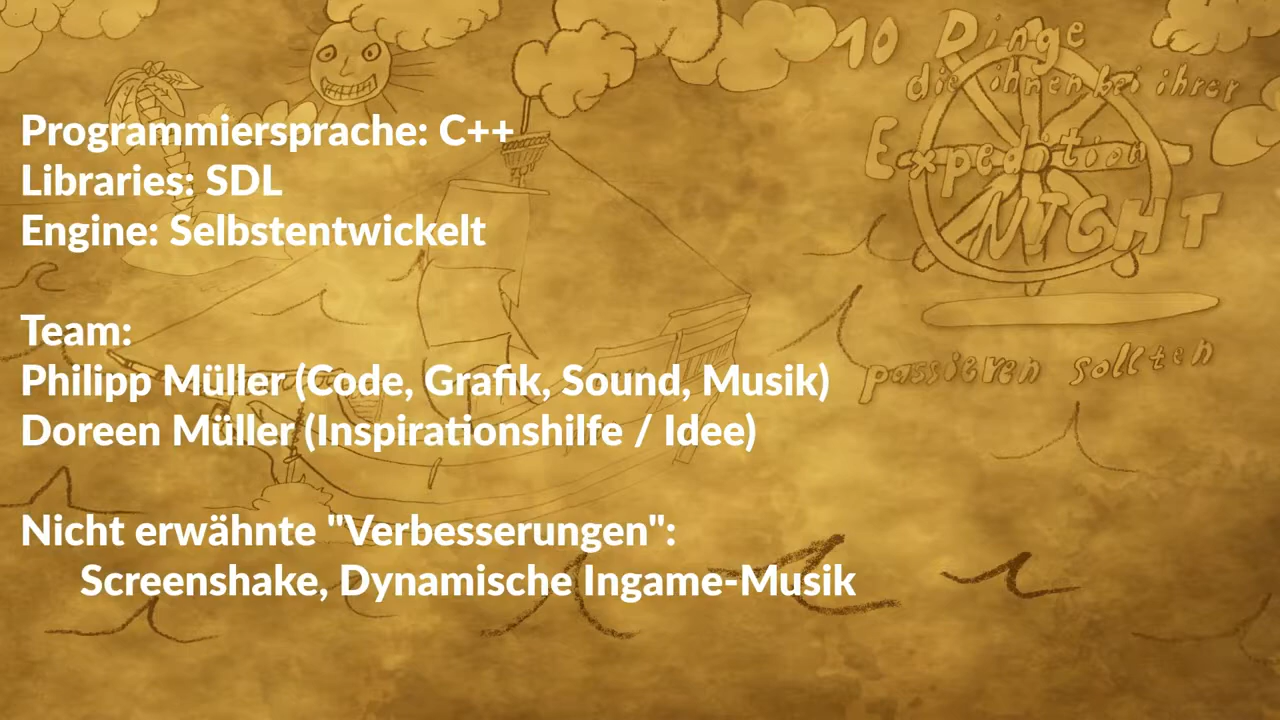 10 Dinge
die ihnen bei ihrer
Expedition
NICHT
passieren sollten
Programmiersprache: C++
Libraries: SDL
Engine: Selbstentwickelt
Team:
Philipp Müller (Code, Grafik, Sound, Musik)
Doreen Müller (Inspirationshilfe / Idee)
Nicht erwähnte "Verbesserungen":
Screenshake, Dynamische Ingame-Musik